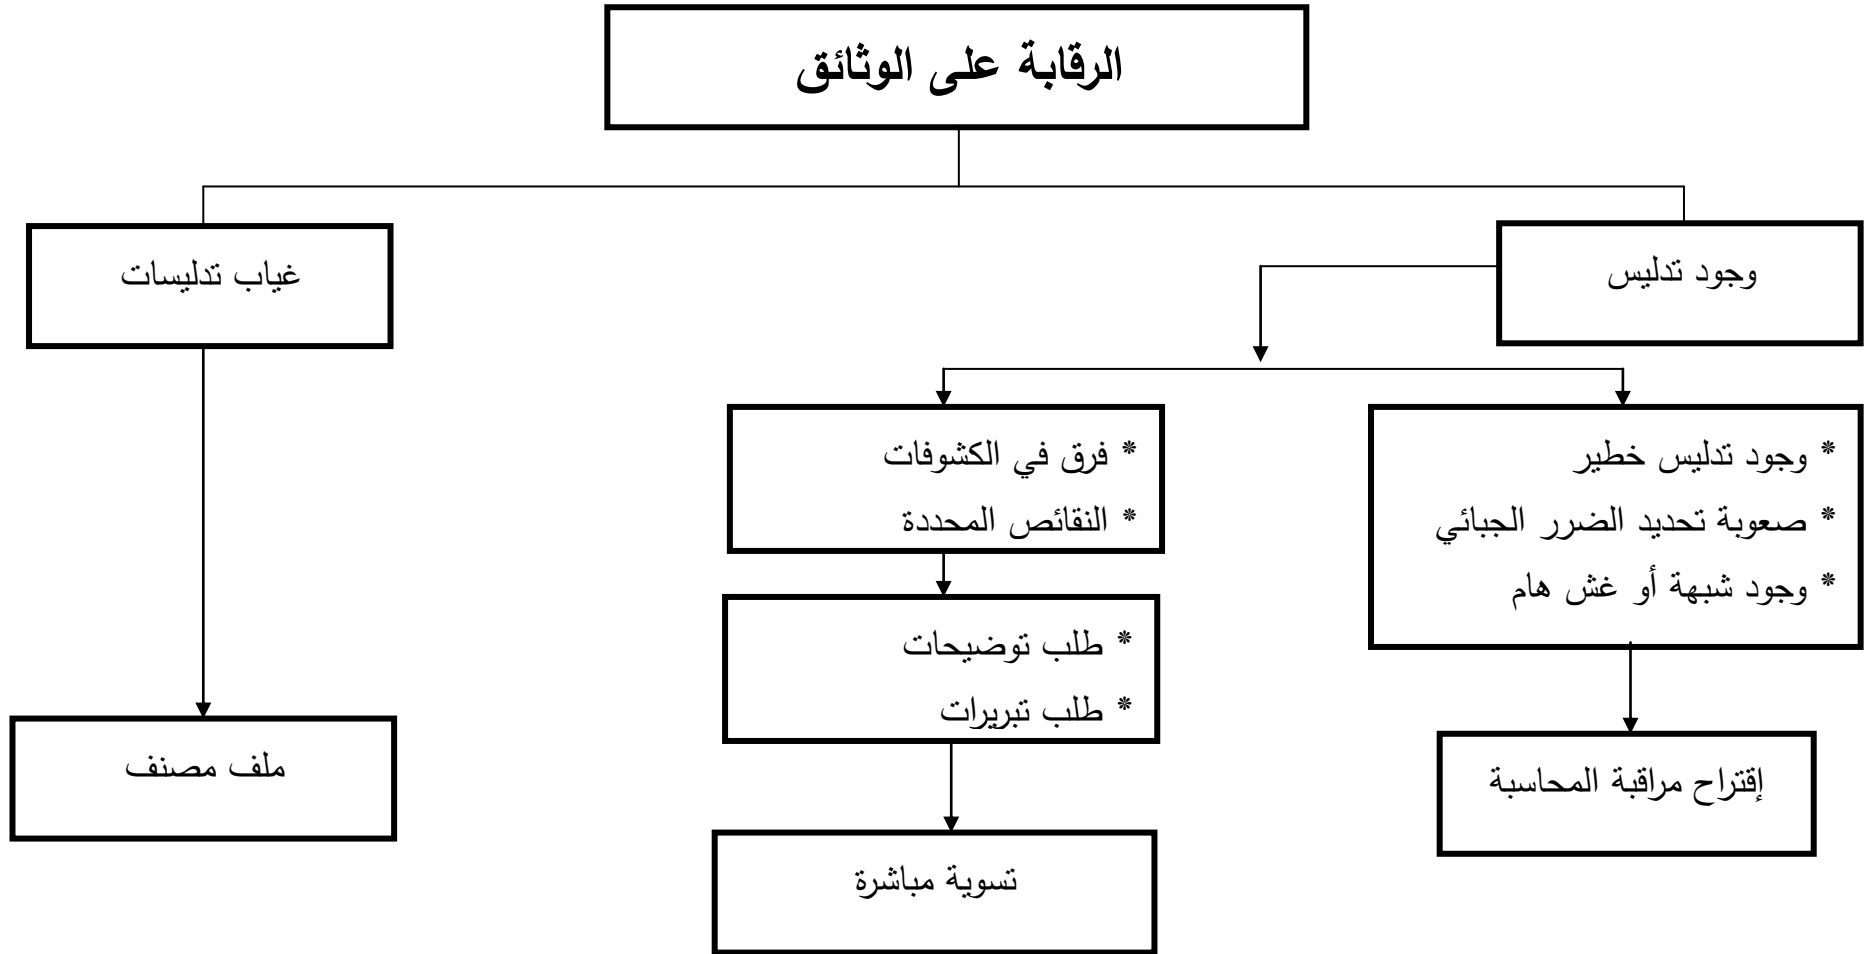 الرقابة على الوثائق
وجود تدليس
غياب تدليسات
* وجود تدليس خطير
* صعوبة تحديد الضرر الجبائي
* وجود شبهة أو غش هام
* فرق في الكشوفات
* النقائص المحددة
* طلب توضيحات
* طلب تبريرات
إقتراح مراقبة المحاسبة
تسوية مباشرة
ملف مصنف